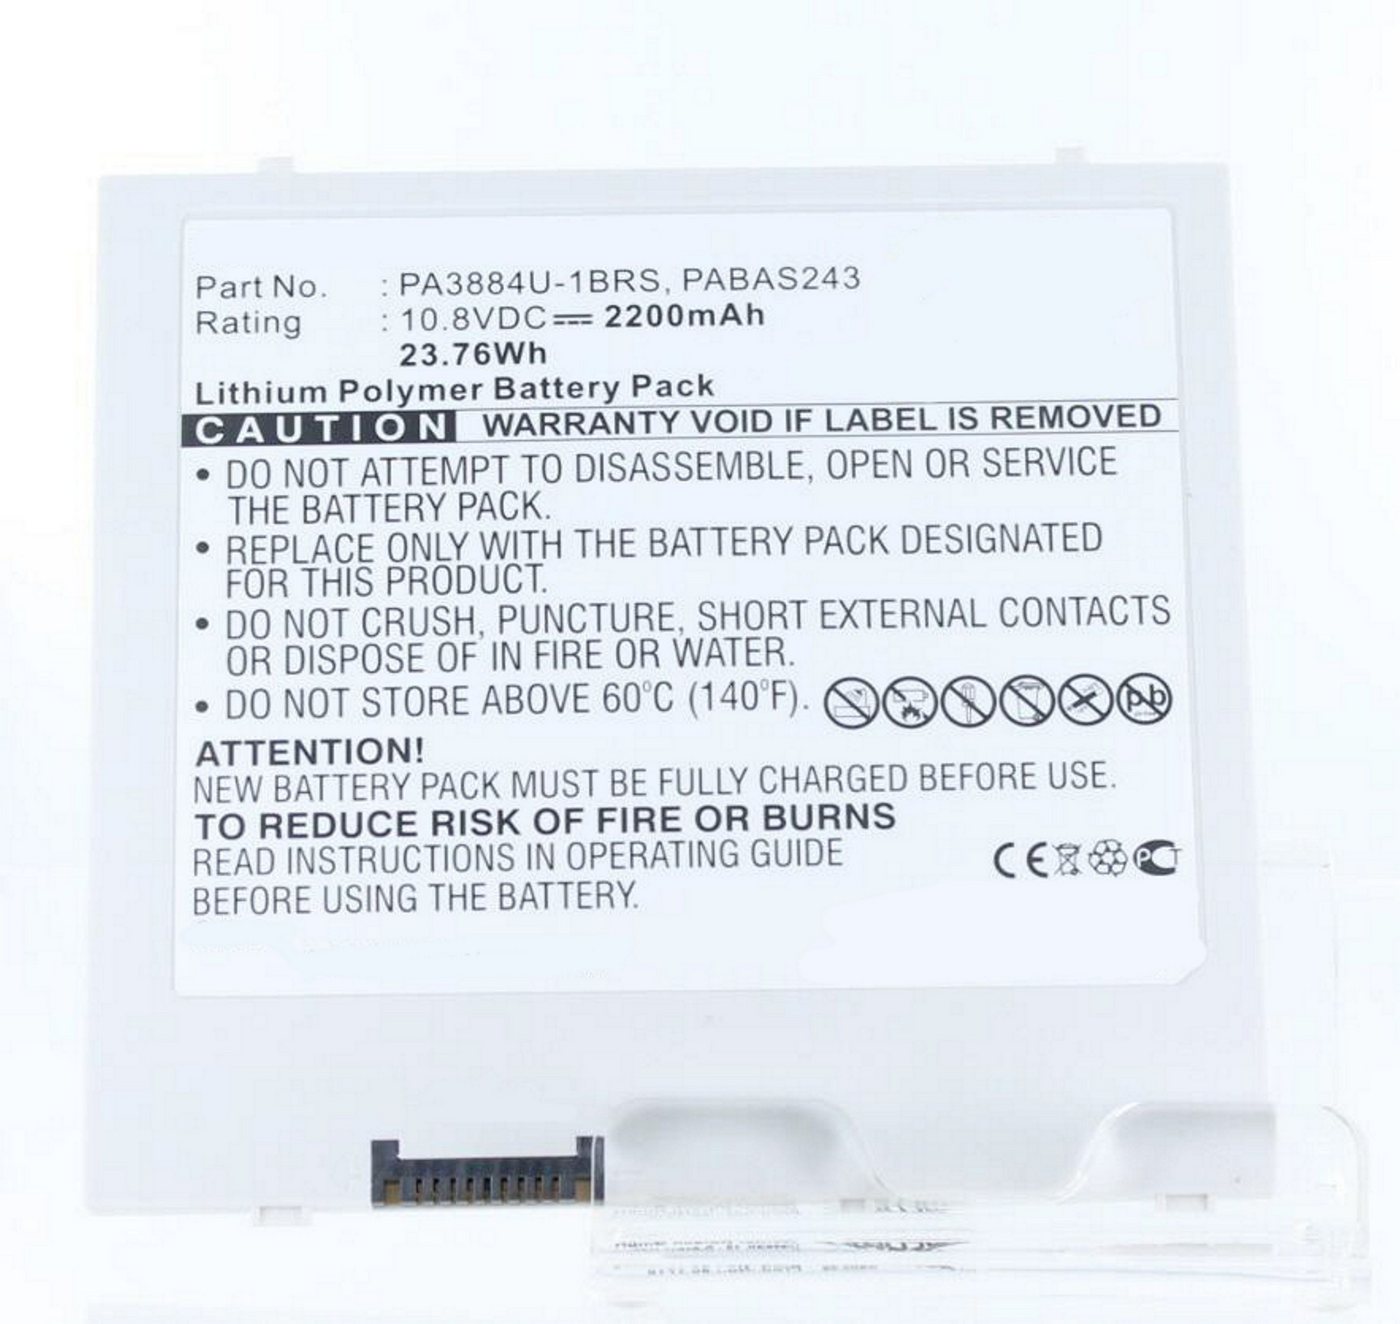 Part No. : PA3884U-1BRS, PABAS243
Rating : 10.8VDC⎓ 2200mAh
23.76Wh
Lithium Polymer Battery Pack
CAUTION WARRANTY VOID IF LABEL IS REMOVED
• DO NOT ATTEMPT TO DISASSEMBLE, OPEN OR SERVICE
THE BATTERY PACK.
• REPLACE ONLY WITH THE BATTERY PACK DESIGNATED
FOR THIS PRODUCT.
• DO NOT CRUSH, PUNCTURE, SHORT EXTERNAL CONTACTS
OR DISPOSE OF IN FIRE OR WATER.
• DO NOT STORE ABOVE 60°C (140°F). Pb
ATTENTION!
NEW BATTERY PACK MUST BE FULLY CHARGED BEFORE USE.
TO REDUCE RISK OF FIRE OR BURNS
READ INSTRUCTIONS IN OPERATING GUIDE
BEFORE USING THE BATTERY.
CE PCT